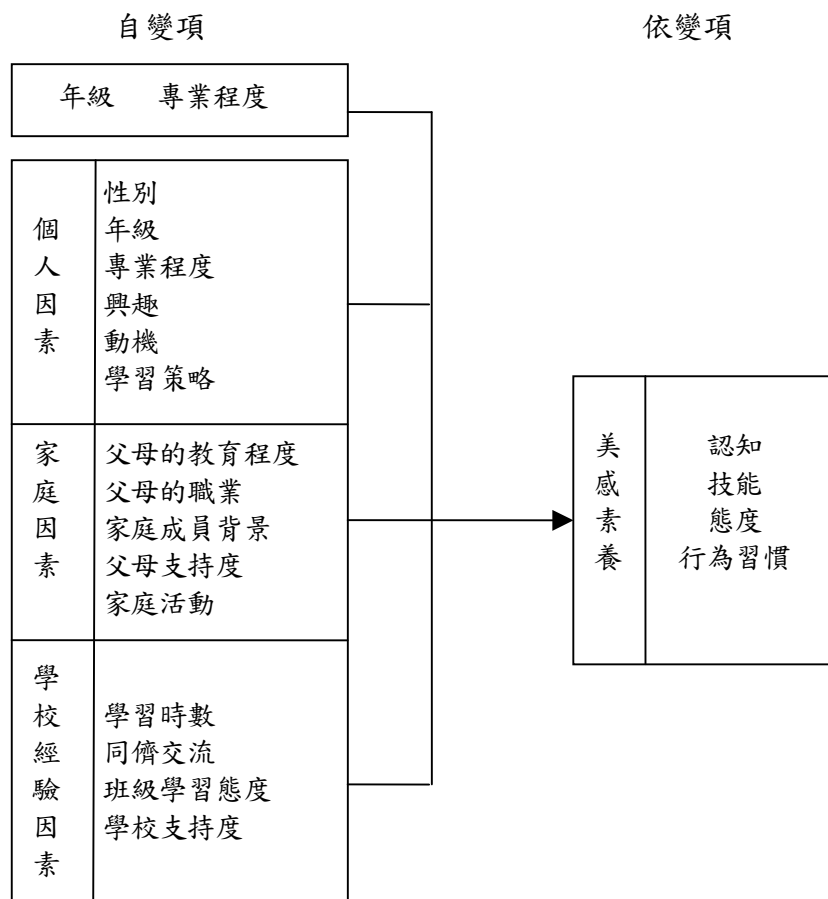 自變項 依變項
年級 專業程度
個人因素
性別
年級
專業程度
興趣
動機
學習策略
家庭因素
父母的教育程度
父母的職業
家庭成員背景
父母支持度
家庭活動
學校經驗因素
學習時數
同儕交流
班級學習態度
學校支持度
美感素養
認知
技能
態度
行為習慣